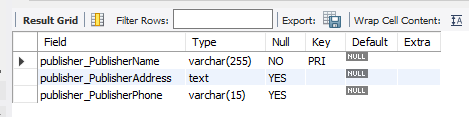 Result Grid Filter Rows: Export: Wrap Cell Content:
Field Type Null Key Default Extra
publisher_PublisherName varchar(255) NO PRI NULL
publisher_PublisherAddress text YES NULL
publisher_PublisherPhone varchar(15) YES NULL